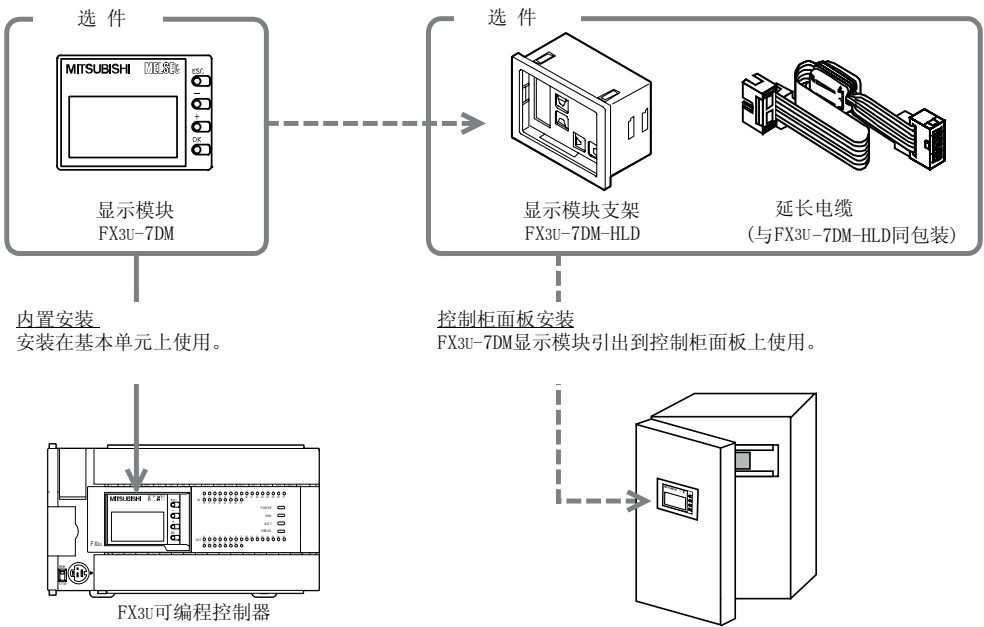 选 件
MITSUBISHI MELSEC
ESC
-
+
OK
显示模块
FX3U-7DM
选 件
显示模块支架
FX3U-7DM-HLD
延长电缆
(与FX3U-7DM-HLD同包装)
内置安装
安装在基本单元上使用。
控制柜面板安装
FX3U-7DM显示模块引出到控制柜面板上使用。
MITSUBISHI
POWER
RUN
BATT
ERROR
IN
OUT
FX3U
FX3U可编程控制器